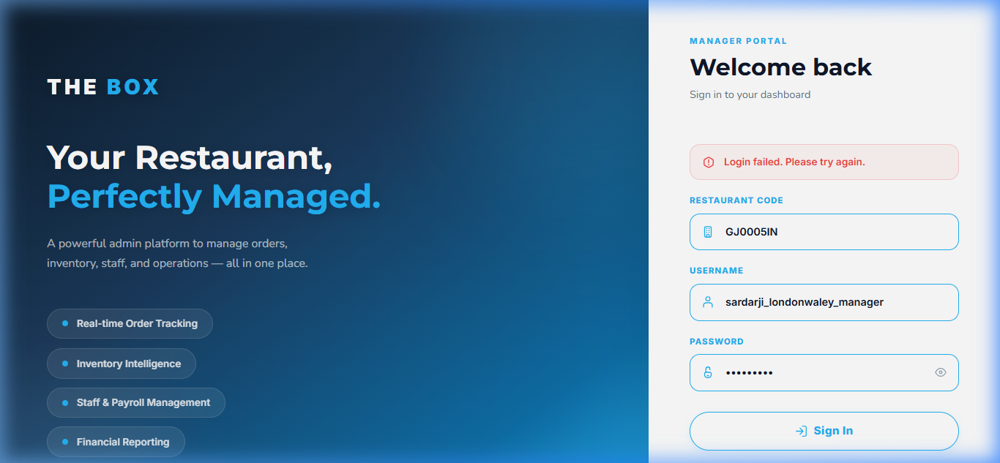 THE BOX
Your Restaurant,
Perfectly Managed.
A powerful admin platform to manage orders,
inventory, staff, and operations — all in one place.
Real-time Order Tracking
Inventory Intelligence
Staff & Payroll Management
Financial Reporting
MANAGER PORTAL
Welcome back
Sign in to your dashboard
Login failed. Please try again.
RESTAURANT CODE
GJ0005IN
USERNAME
sardarji_londonwaley_manager
PASSWORD
•••••••••
Sign In